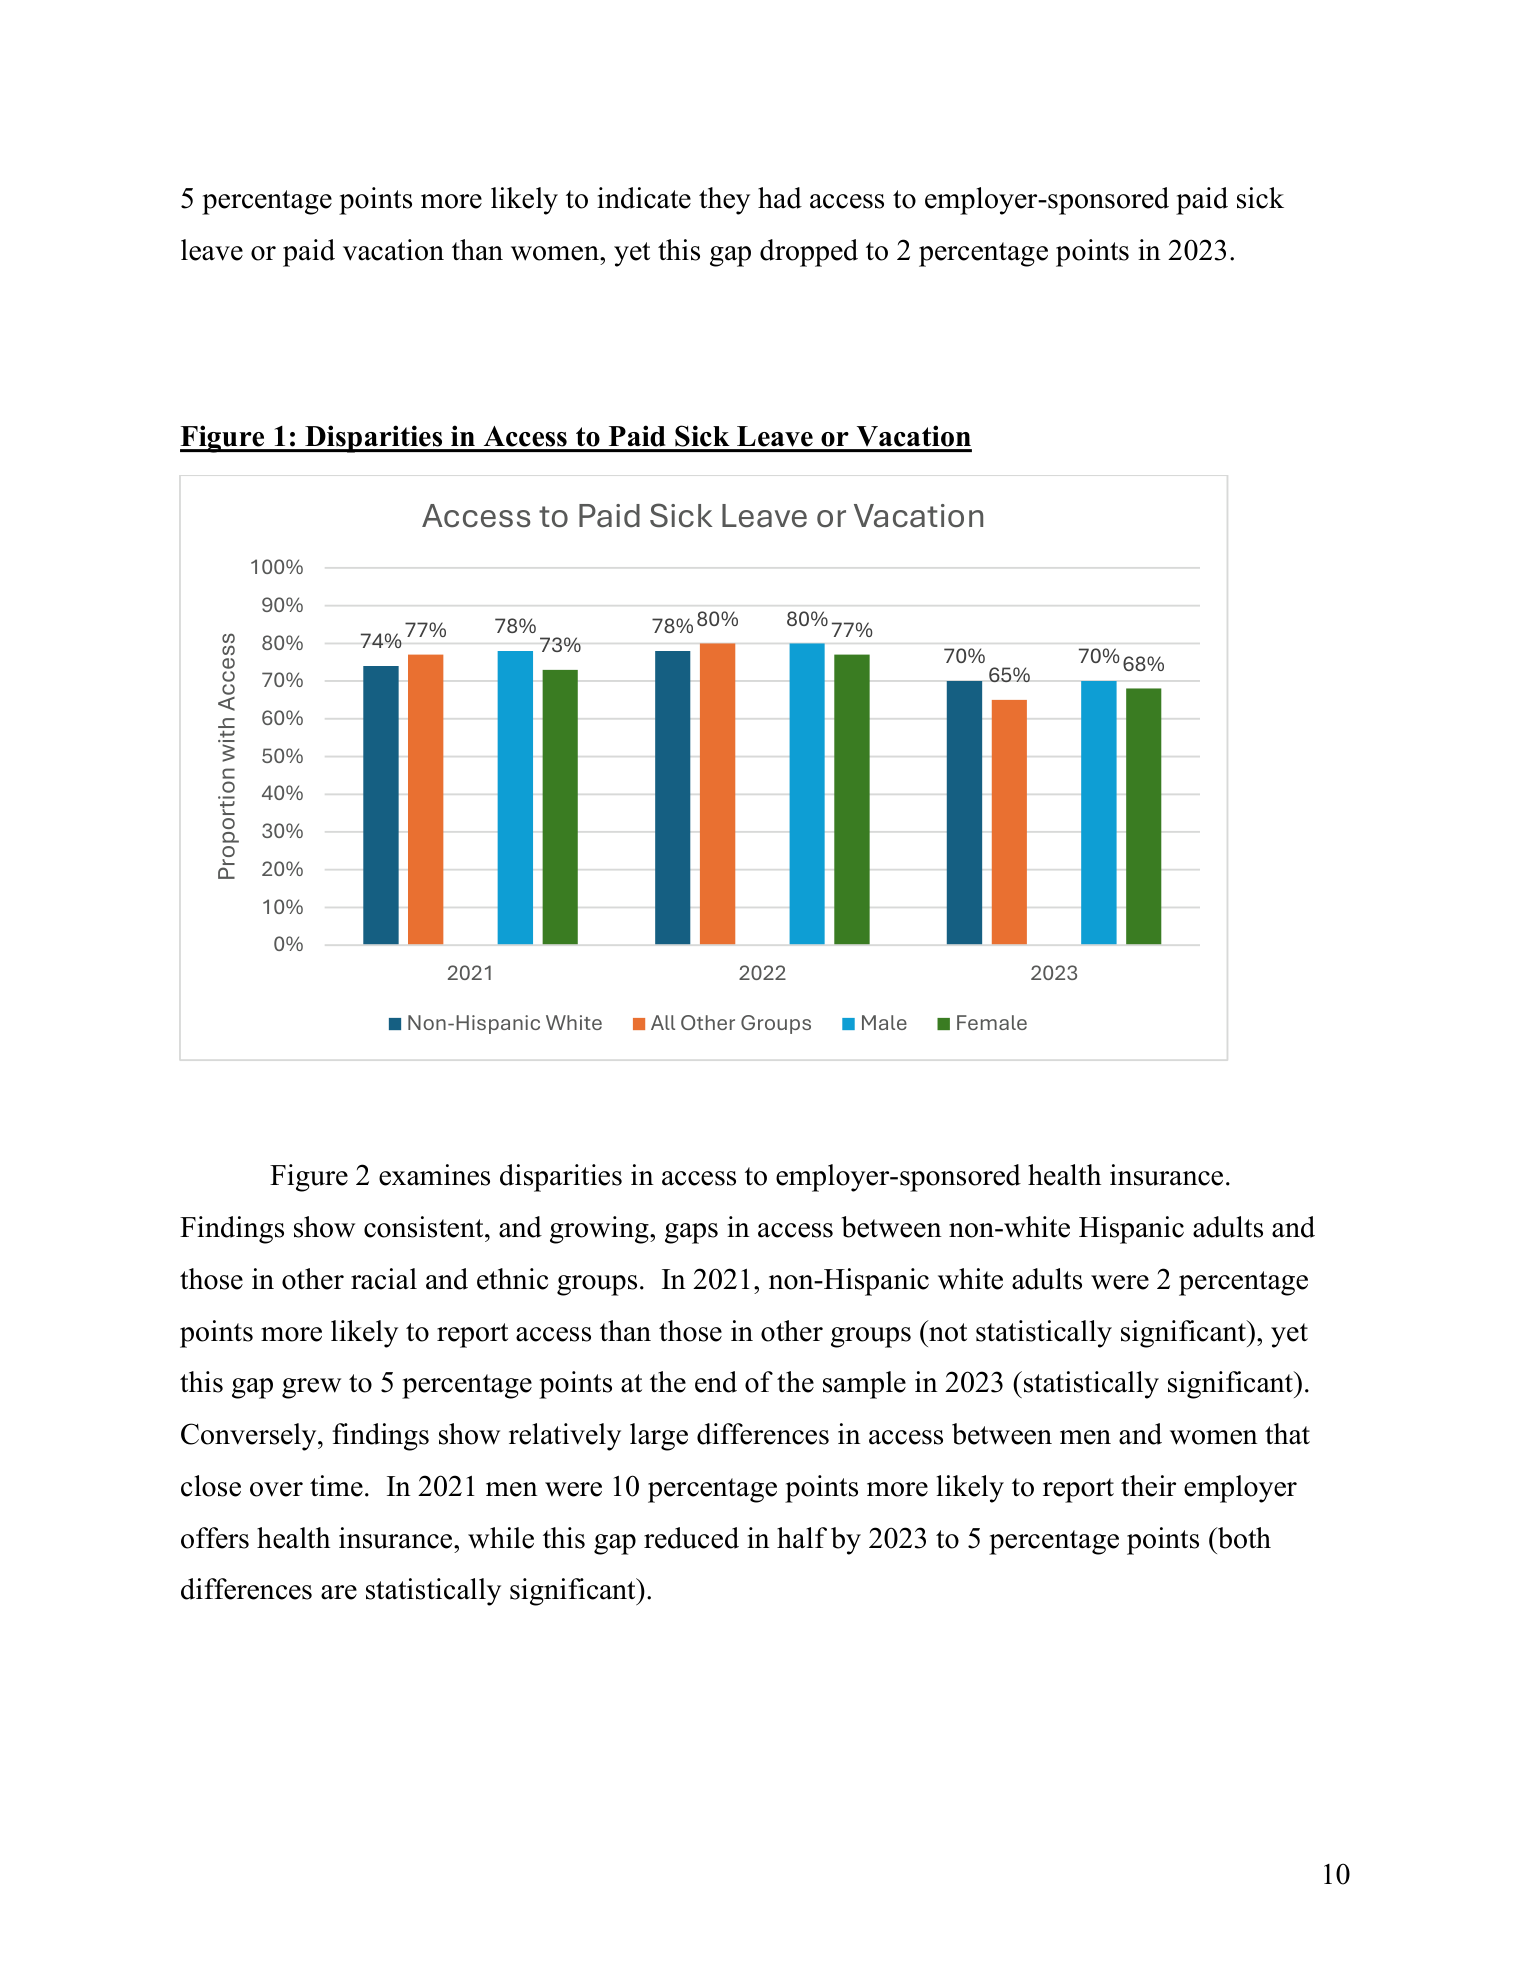 5 percentage points more likely to indicate they had access to employer-sponsored paid sick
leave or paid vacation than women, yet this gap dropped to 2 percentage points in 2023.
Figure 1: Disparities in Access to Paid Sick Leave or Vacation
Access to Paid Sick Leave or Vacation
Proportion with Access
100%
90%
80%
70%
60%
50%
40%
30%
20%
10%
0%
74% 77% 78% 73% 78% 80% 80% 77% 70% 65% 70% 68%
2021 2022 2023
Non-Hispanic White All Other Groups Male Female
Figure 2 examines disparities in access to employer-sponsored health insurance.
Findings show consistent, and growing, gaps in access between non-white Hispanic adults and
those in other racial and ethnic groups.  In 2021, non-Hispanic white adults were 2 percentage
points more likely to report access than those in other groups (not statistically significant), yet
this gap grew to 5 percentage points at the end of the sample in 2023 (statistically significant).
Conversely, findings show relatively large differences in access between men and women that
close over time.  In 2021 men were 10 percentage points more likely to report their employer
offers health insurance, while this gap reduced in half by 2023 to 5 percentage points (both
differences are statistically significant).
10